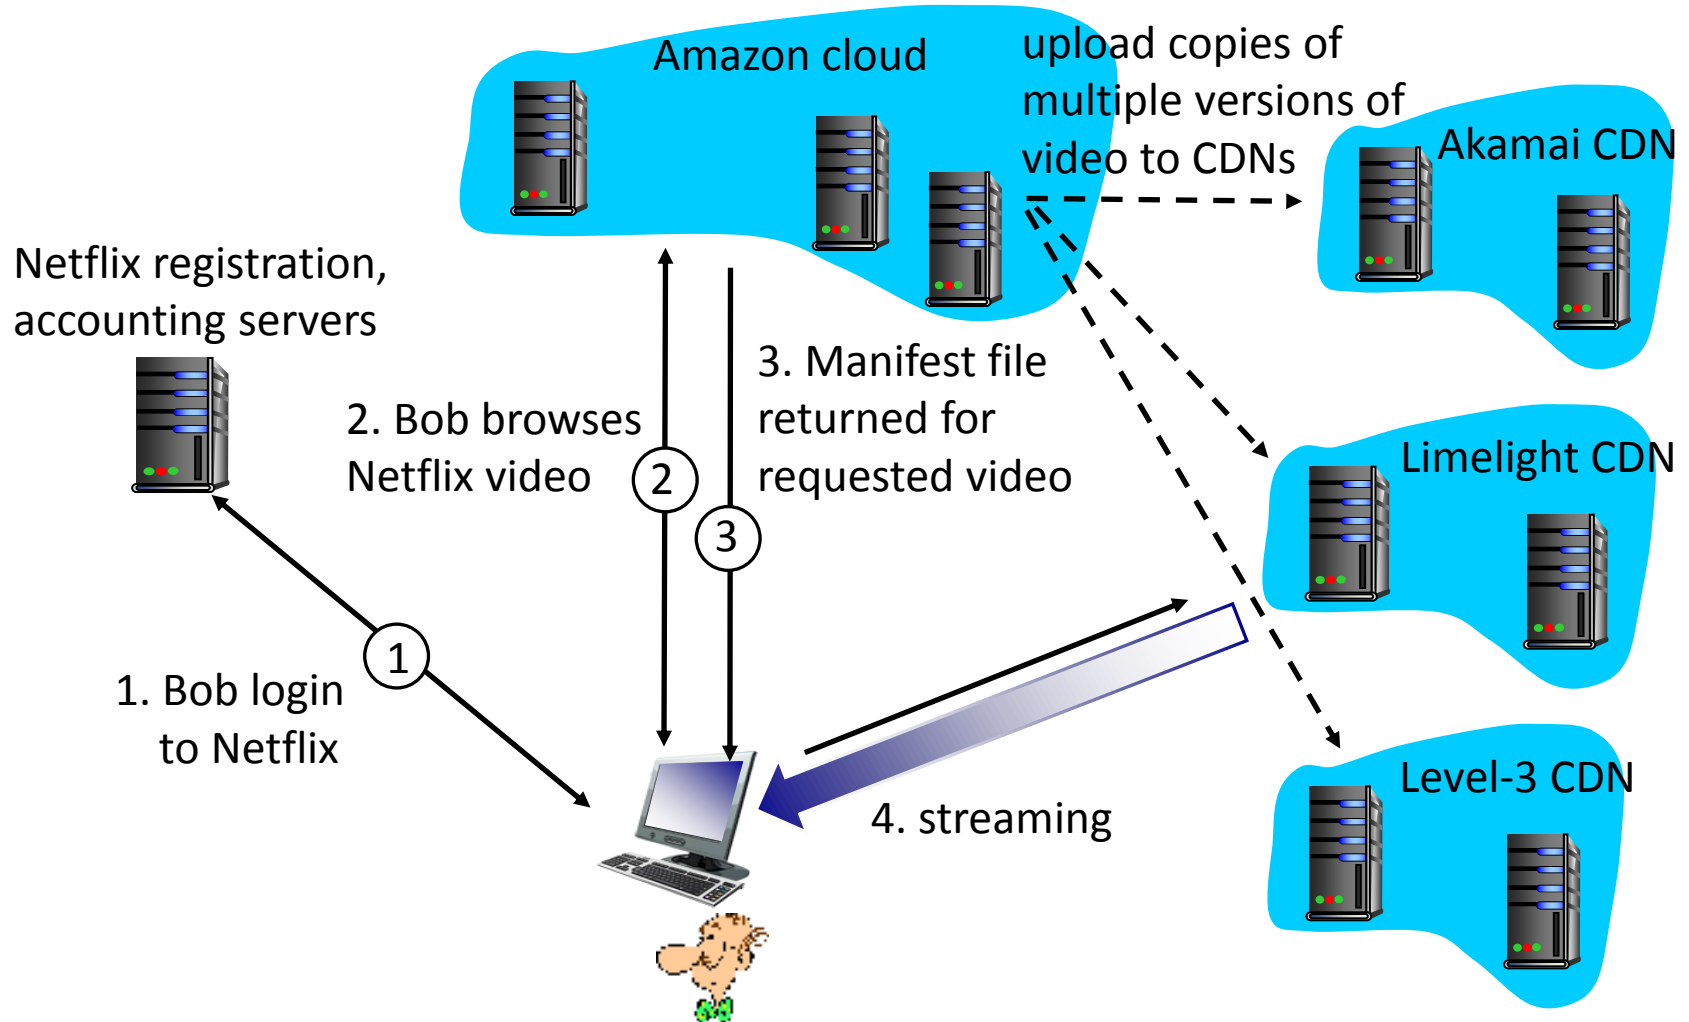 Amazon cloud
upload copies of
multiple versions of
video to CDNs
Akamai CDN
Netflix registration,
accounting servers
3. Manifest file
returned for
requested video
2. Bob browses
Netflix video
2
3
Limelight CDN
1
1. Bob login
to Netflix
Level-3 CDN
4. streaming